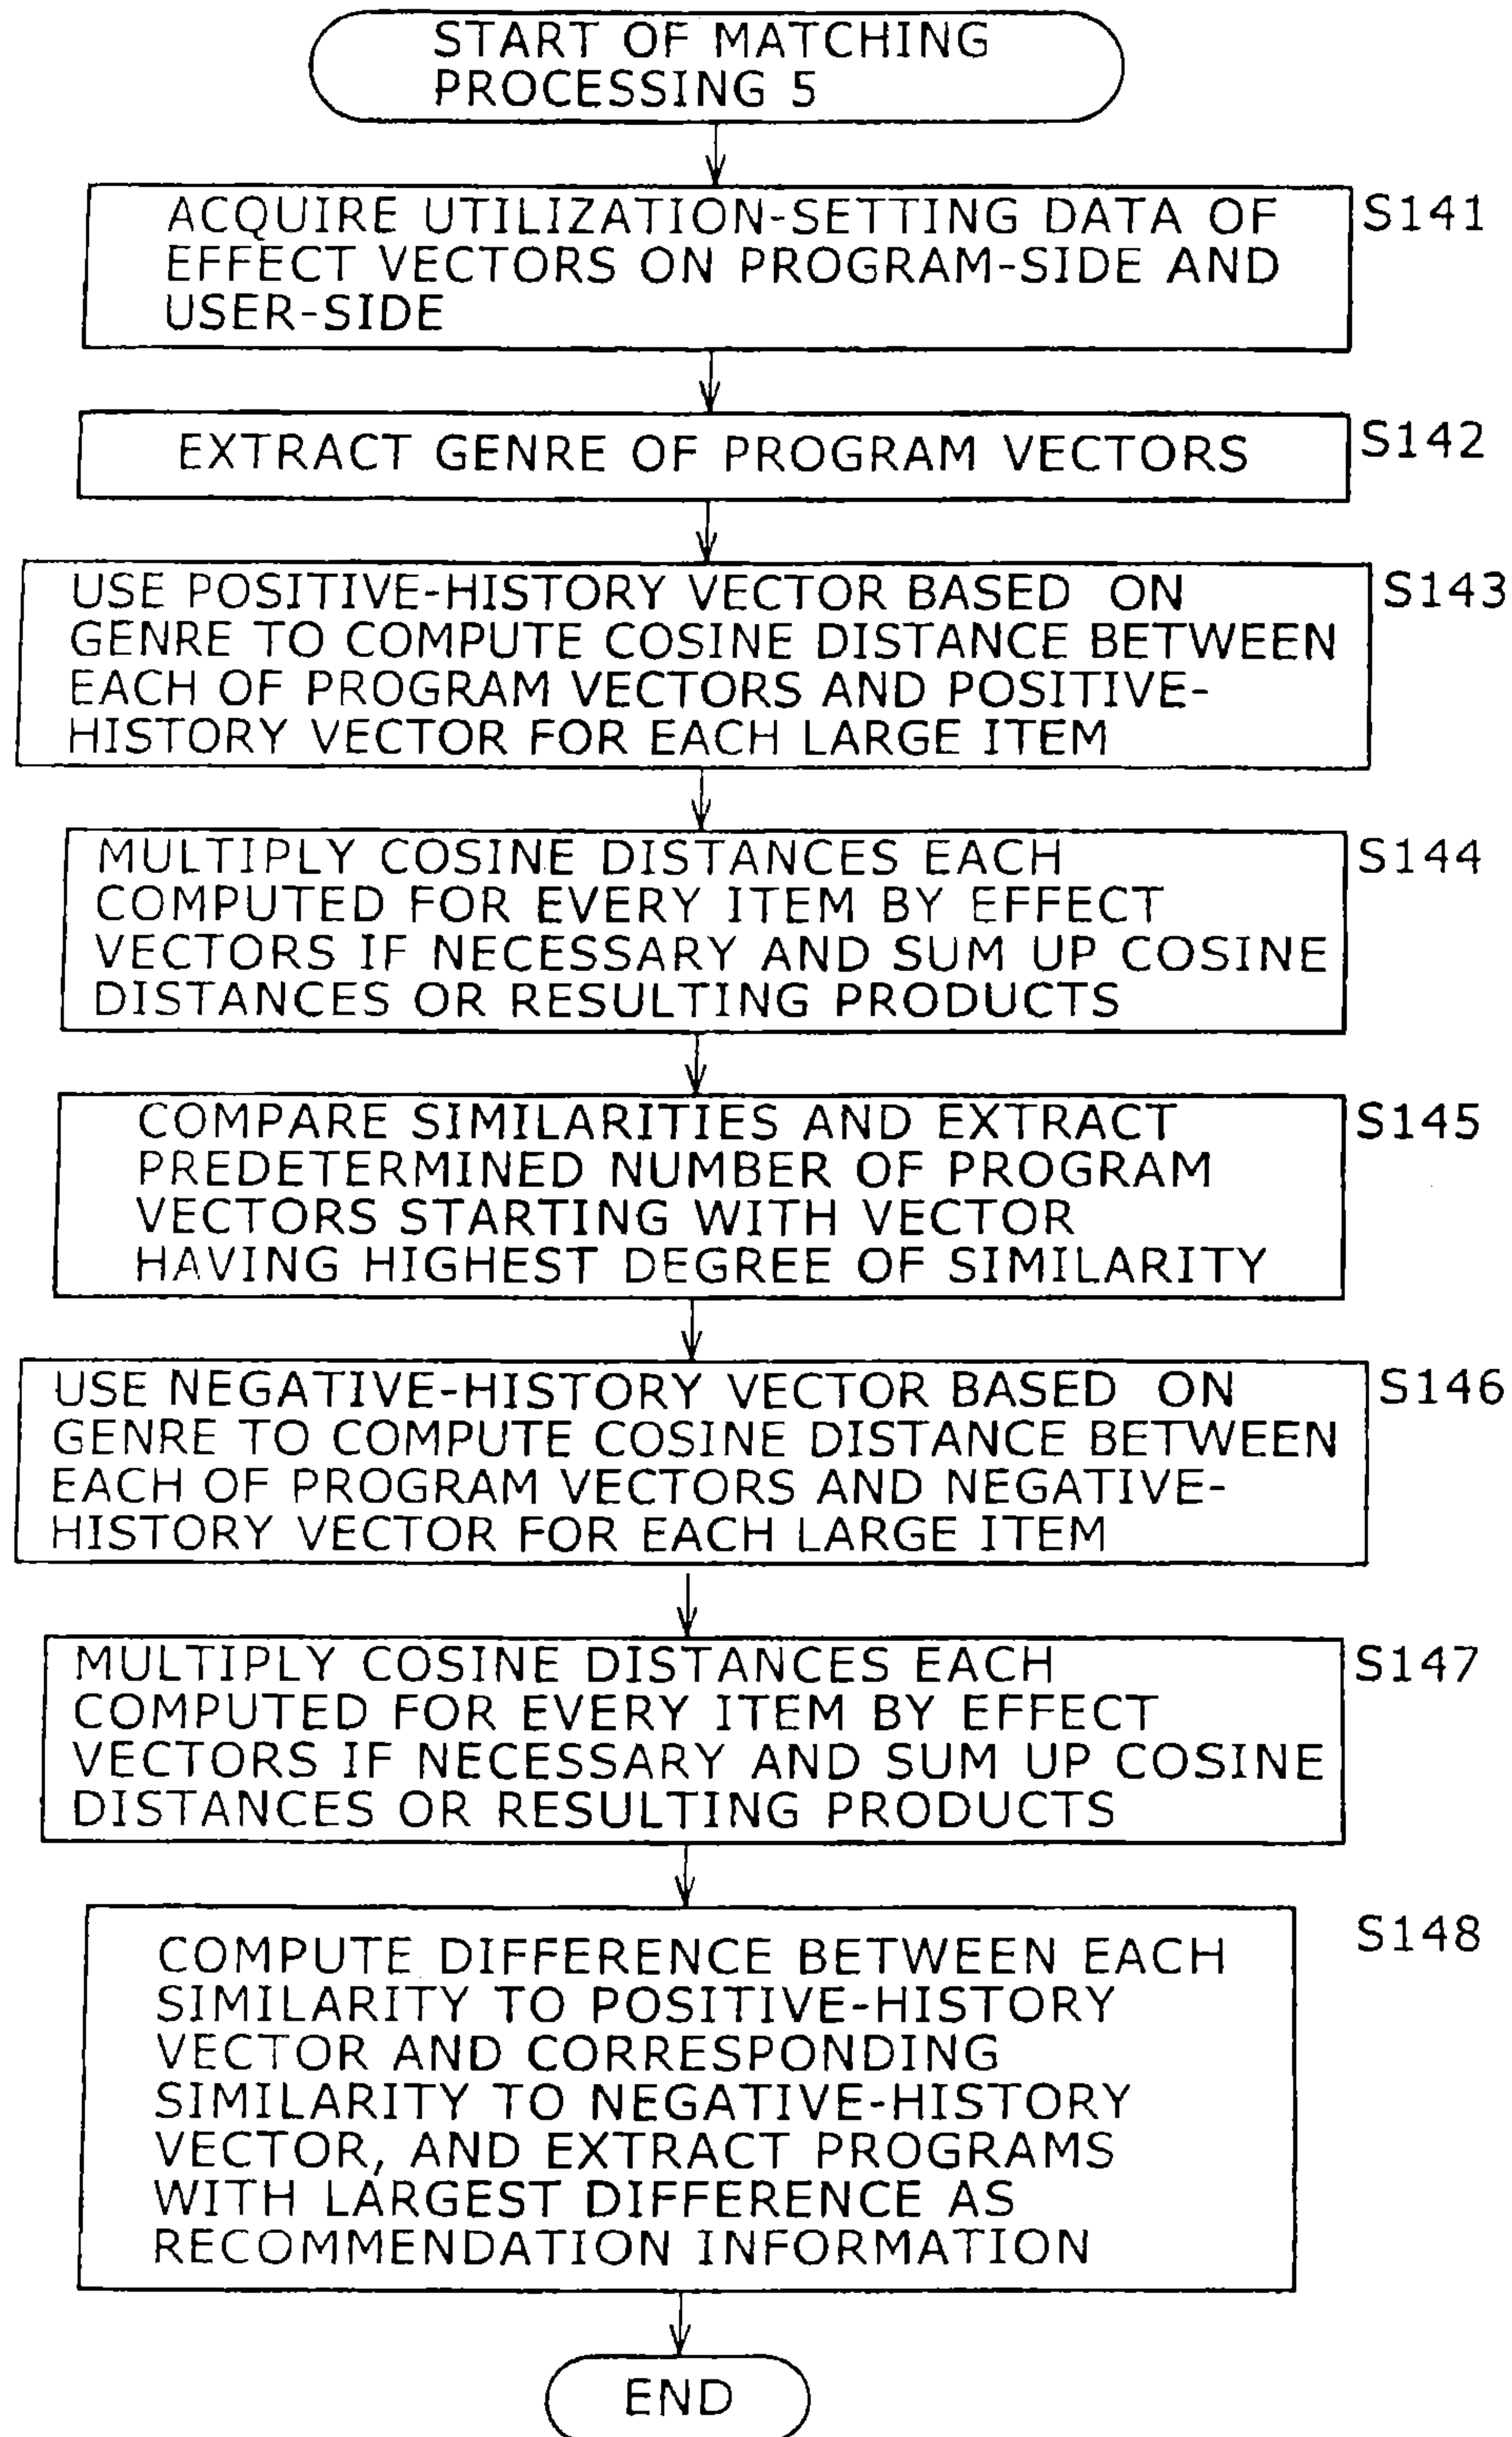 START OF MATCHING
PROCESSING 5
ACQUIRE UTILIZATION-SETTING DATA OF
EFFECT VECTORS ON PROGRAM-SIDE AND
USER-SIDE
S141
EXTRACT GENRE OF PROGRAM VECTORS
S142
USE POSITIVE-HISTORY VECTOR BASED ON
GENRE TO COMPUTE COSINE DISTANCE BETWEEN
EACH OF PROGRAM VECTORS AND POSITIVE-
HISTORY VECTOR FOR EACH LARGE ITEM
S143
MULTIPLY COSINE DISTANCES EACH
COMPUTED FOR EVERY ITEM BY EFFECT
VECTORS IF NECESSARY AND SUM UP COSINE
DISTANCES OR RESULTING PRODUCTS
S144
COMPARE SIMILARITIES AND EXTRACT
PREDETERMINED NUMBER OF PROGRAM
VECTORS STARTING WITH VECTOR
HAVING HIGHEST DEGREE OF SIMILARITY
S145
USE NEGATIVE-HISTORY VECTOR BASED ON
GENRE TO COMPUTE COSINE DISTANCE BETWEEN
EACH OF PROGRAM VECTORS AND NEGATIVE-
HISTORY VECTOR FOR EACH LARGE ITEM
S146
MULTIPLY COSINE DISTANCES EACH
COMPUTED FOR EVERY ITEM BY EFFECT
VECTORS IF NECESSARY AND SUM UP COSINE
DISTANCES OR RESULTING PRODUCTS
S147
COMPUTE DIFFERENCE BETWEEN EACH
SIMILARITY TO POSITIVE-HISTORY
VECTOR AND CORRESPONDING
SIMILARITY TO NEGATIVE-HISTORY
VECTOR, AND EXTRACT PROGRAMS
WITH LARGEST DIFFERENCE AS
RECOMMENDATION INFORMATION
S148
END